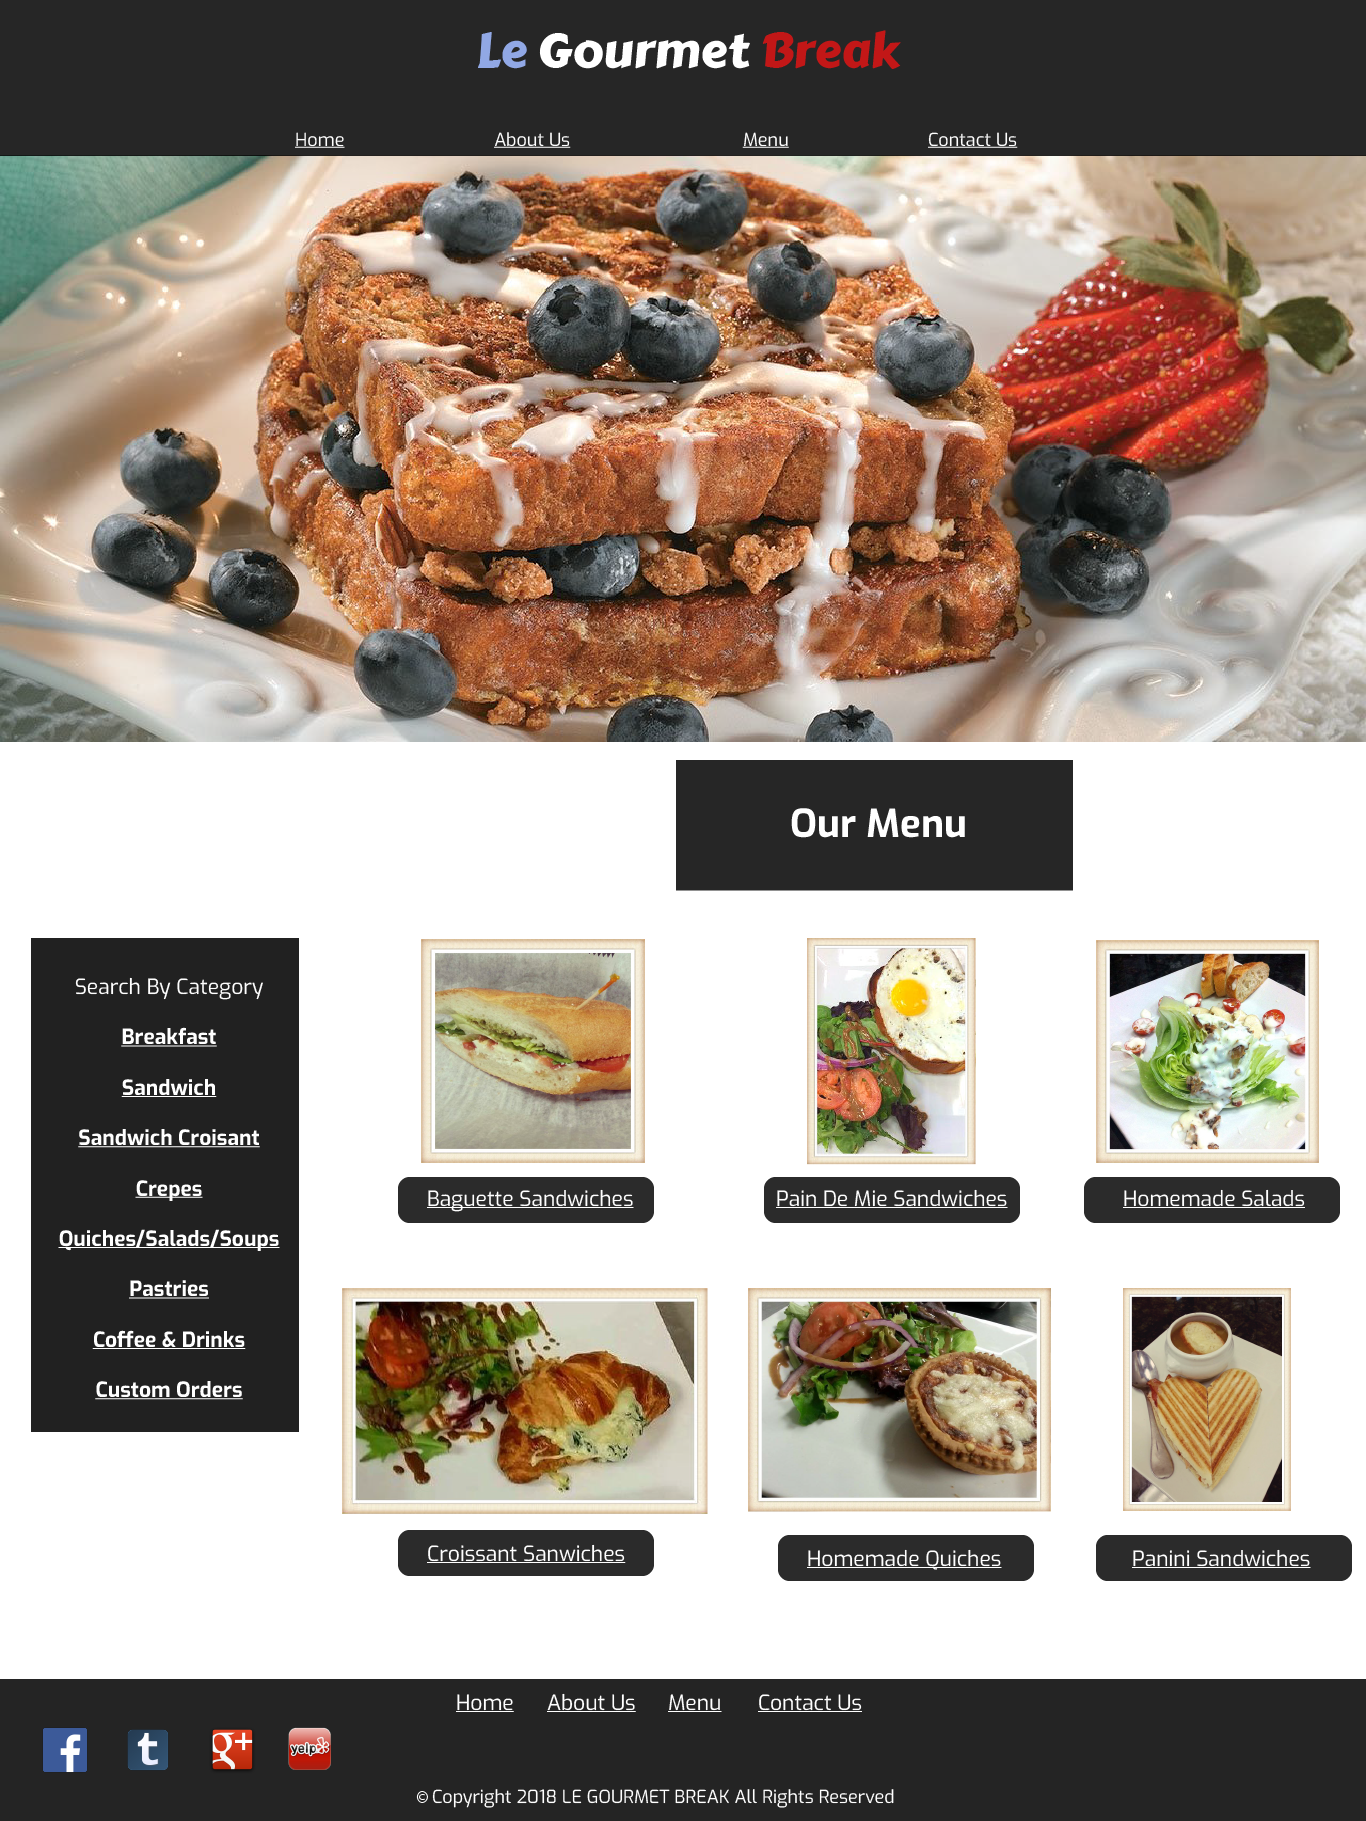 Le Gourmet Break
Home About Us Menu Contact Us
Our Menu
Search By Category
Breakfast
Sandwich
Sandwich Croisant
Crepes
Quiches/Salads/Soups
Pastries
Coffee & Drinks
Custom Orders
Baguette Sandwiches
Pain De Mie Sandwiches
Homemade Salads
Croissant Sanwiches
Homemade Quiches
Panini Sandwiches
Home About Us Menu Contact Us
f t g+ yelp
© Copyright 2018 LE GOURMET BREAK All Rights Reserved